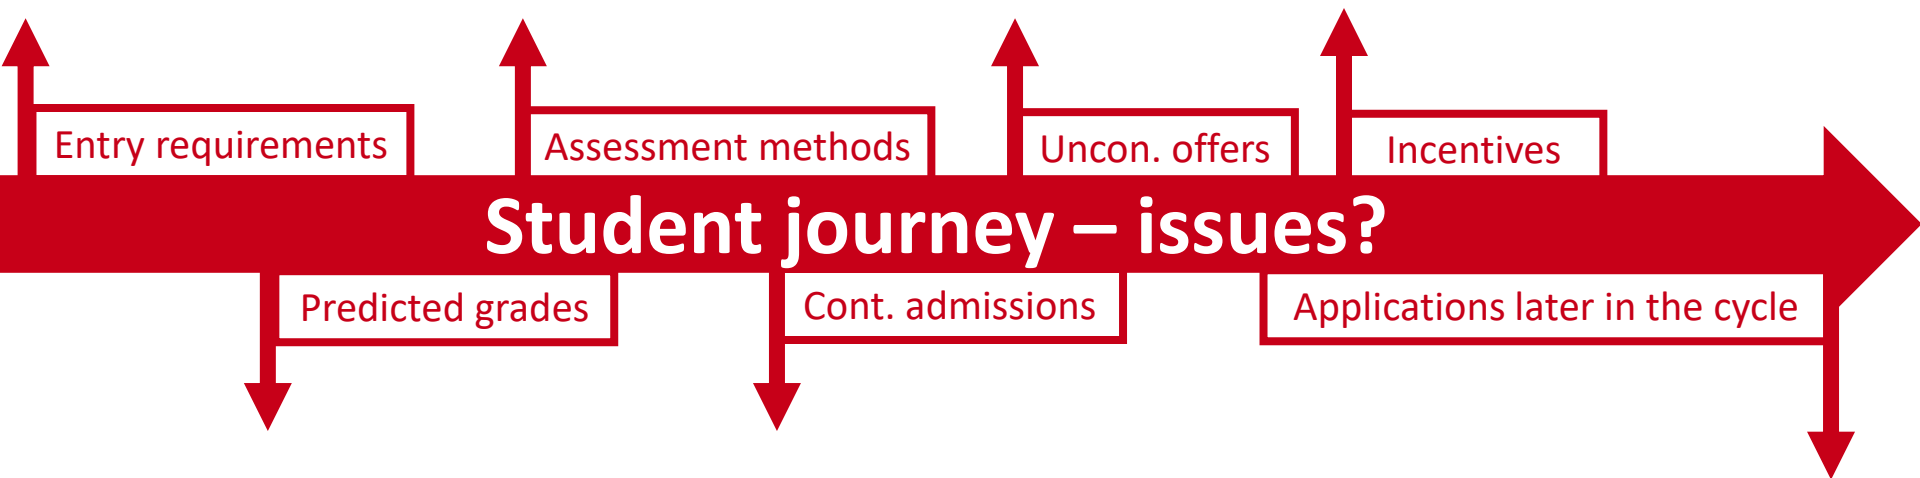 Entry requirements
Assessment methods
Uncon. offers
Incentives
Student journey – issues?
Predicted grades
Cont. admissions
Applications later in the cycle